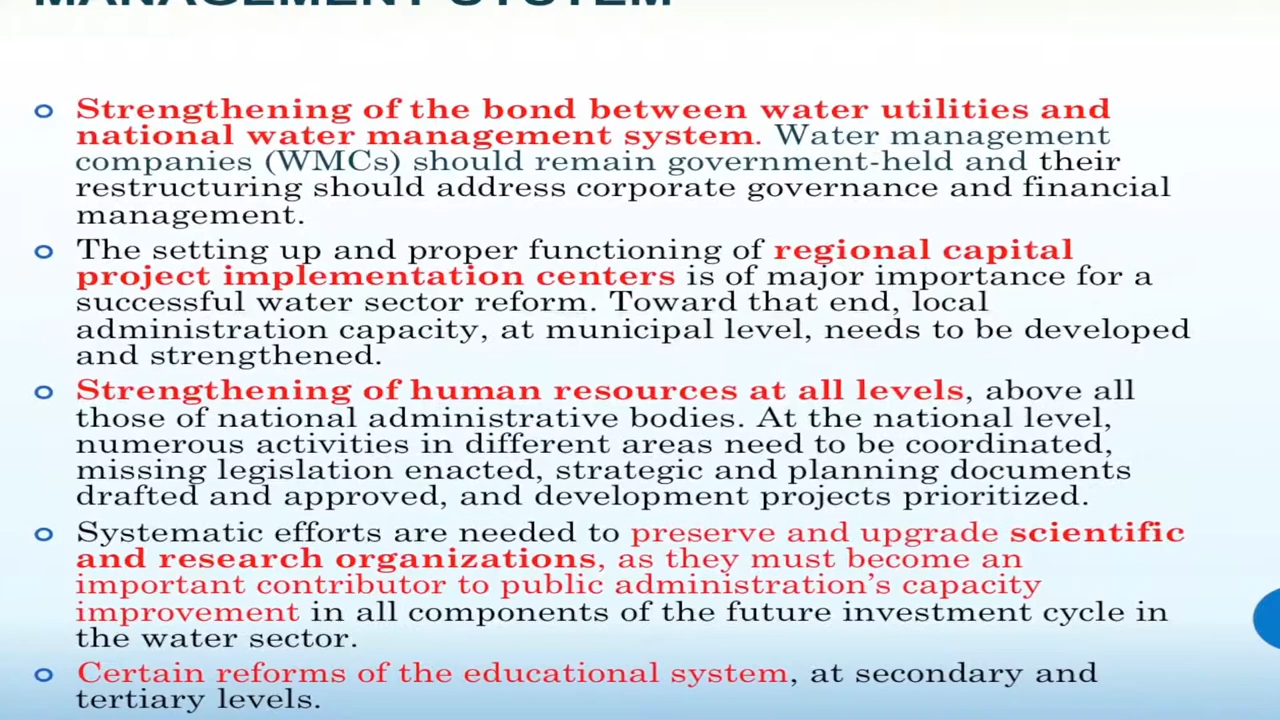 MANAGEMENT SYSTEM
Strengthening of the bond between water utilities and
national water management system. Water management
companies (WMCs) should remain government-held and their
restructuring should address corporate governance and financial
management.
The setting up and proper functioning of regional capital
project implementation centers is of major importance for a
successful water sector reform. Toward that end, local
administration capacity, at municipal level, needs to be developed
and strengthened.
Strengthening of human resources at all levels, above all
those of national administrative bodies. At the national level,
numerous activities in different areas need to be coordinated,
missing legislation enacted, strategic and planning documents
drafted and approved, and development projects prioritized.
Systematic efforts are needed to preserve and upgrade scientific
and research organizations, as they must become an
important contributor to public administration’s capacity
improvement in all components of the future investment cycle in
the water sector.
Certain reforms of the educational system, at secondary and
tertiary levels.